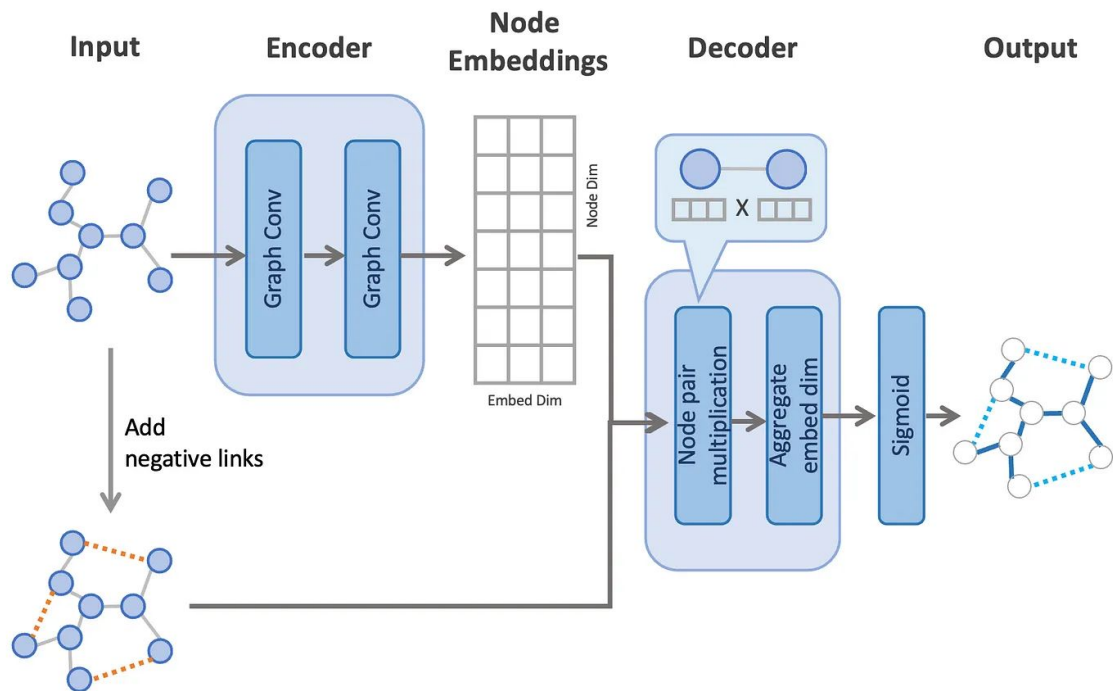 Input
Encoder
Node
Embeddings
Decoder
Output
Graph Conv
Graph Conv
Node Dim
Embed Dim
X
Node pair
multiplication
Aggregate
embed dim
Sigmoid
Add
negative links